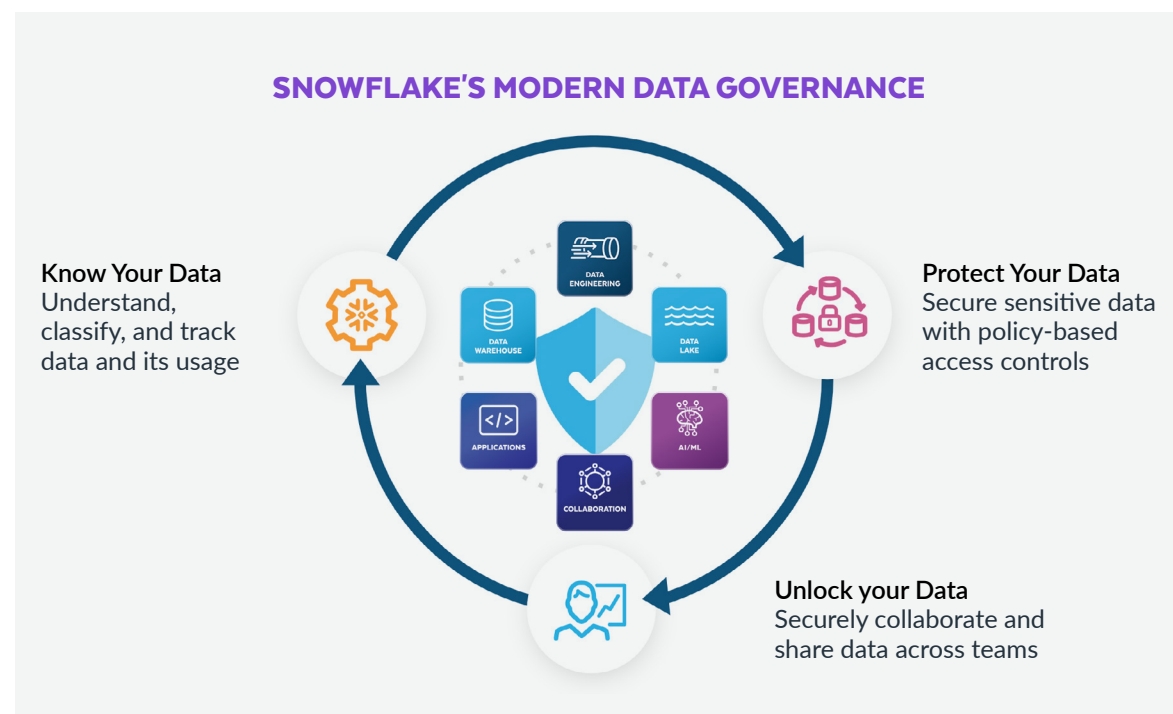 SNOWFLAKE'S MODERN DATA GOVERNANCE
Know Your Data
Understand,
classify, and track
data and its usage
DATA
ENGINEERING
DATA
WAREHOUSE
DATA
LAKE
</>
APPLICATIONS
AI/ML
COLLABORATION
Protect Your Data
Secure sensitive data
with policy-based
access controls
Unlock your Data
Securely collaborate and
share data across teams